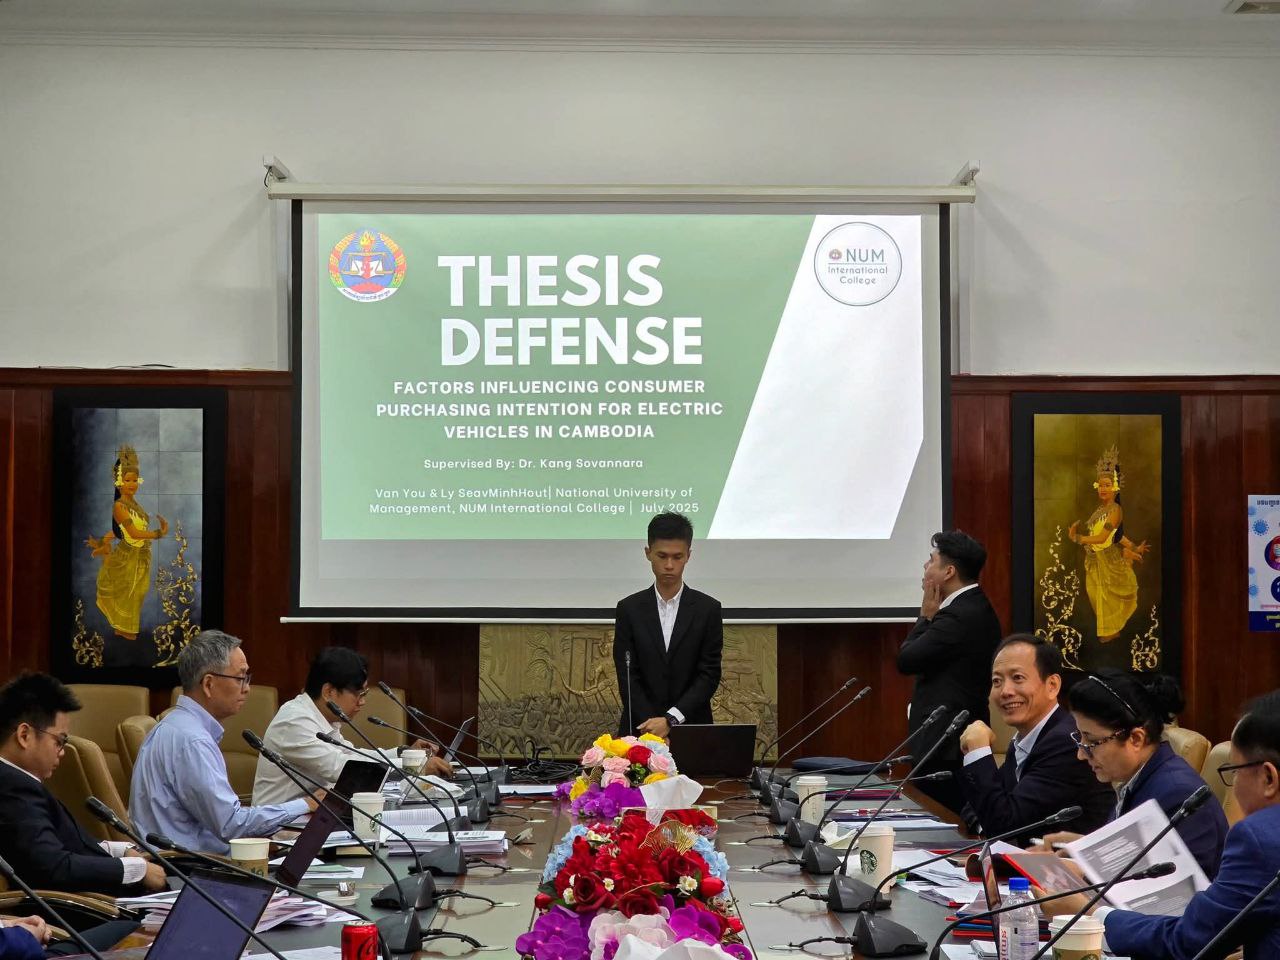 THESIS
DEFENSE
FACTORS INFLUENCING CONSUMER
PURCHASING INTENTION FOR ELECTRIC
VEHICLES IN CAMBODIA
Supervised By: Dr. Kang Sovannara
Van You & Ly SeavMinhHout| National University of
Management, NUM International College | July 2025
NUM
International
College